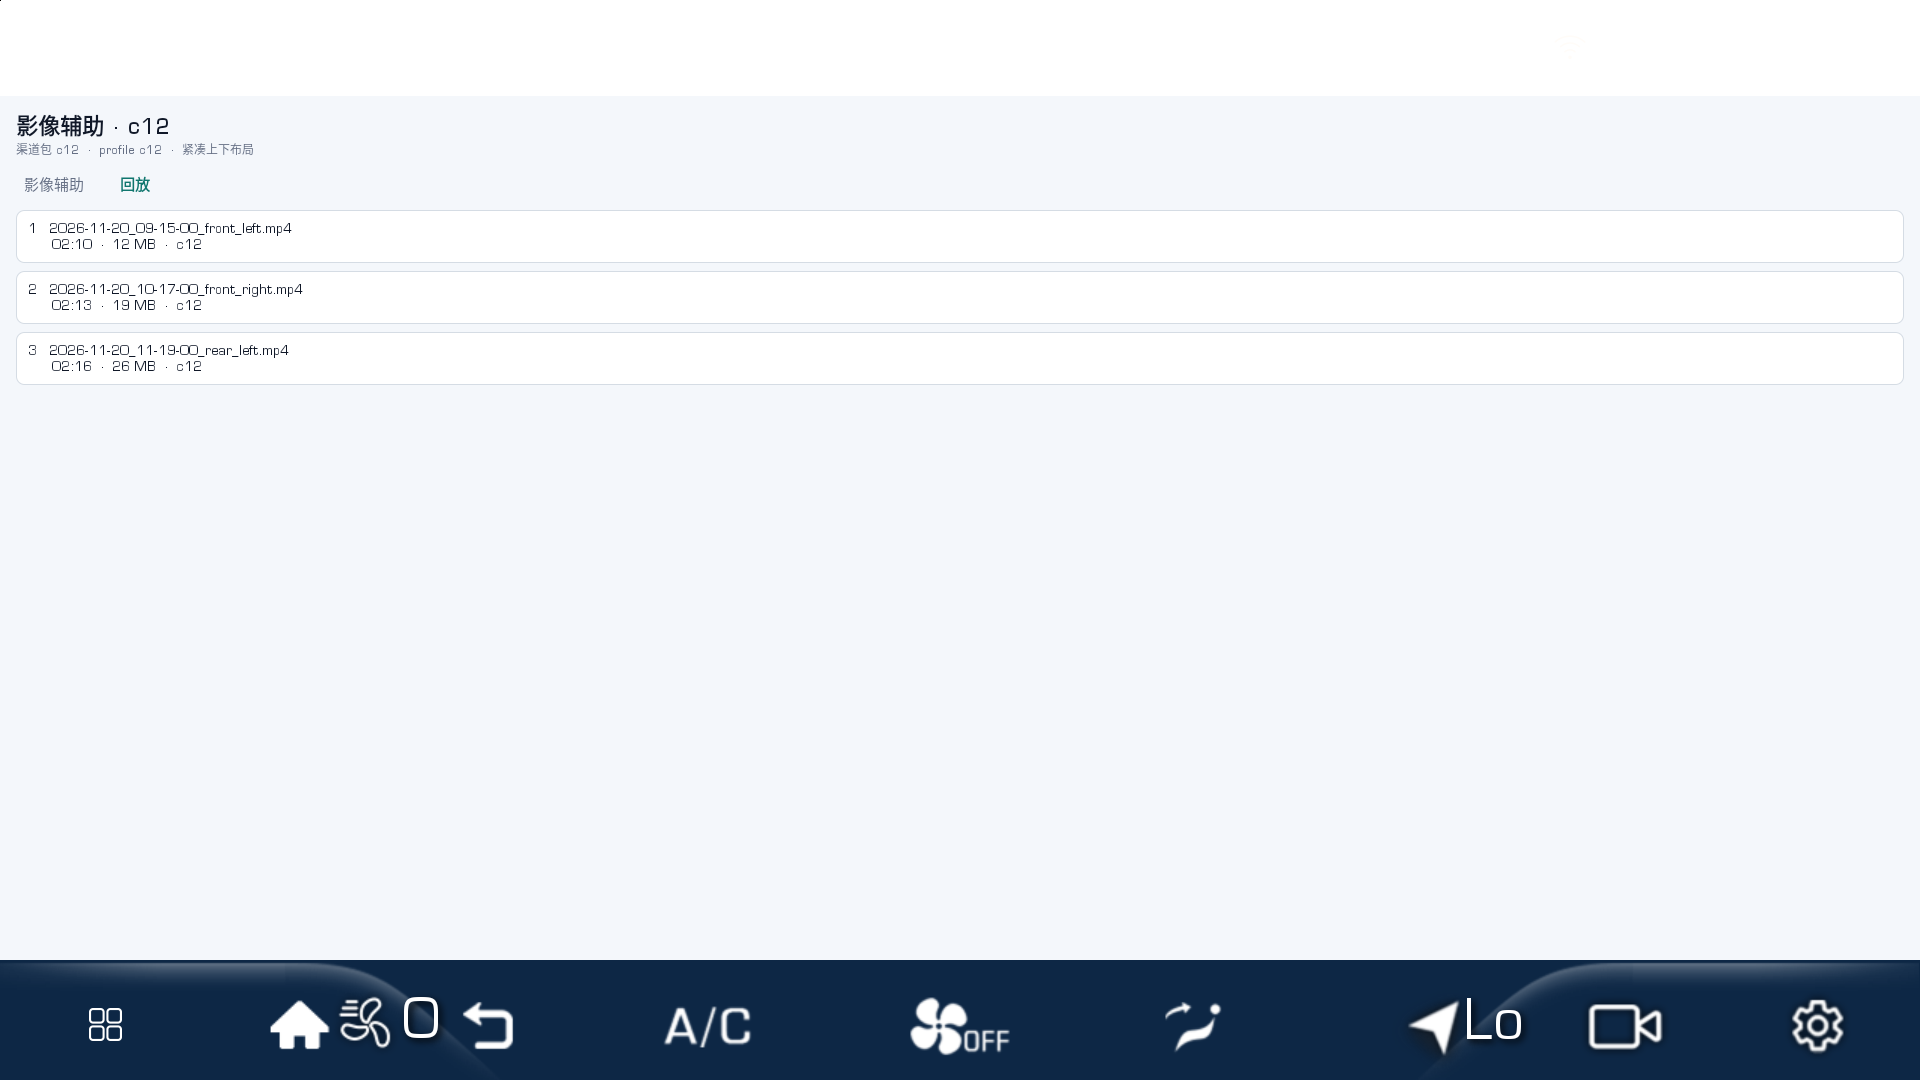 影像辅助 · c12
渠道包 c12 · profile c12 · 紧凑上下布局
影像辅助 回放
1 2026-11-20_09-15-00_front_left.mp4
02:10 · 12 MB · c12
2 2026-11-20_10-17-00_front_right.mp4
02:13 · 19 MB · c12
3 2026-11-20_11-19-00_rear_left.mp4
02:16 · 26 MB · c12
0 A/C OFF Lo